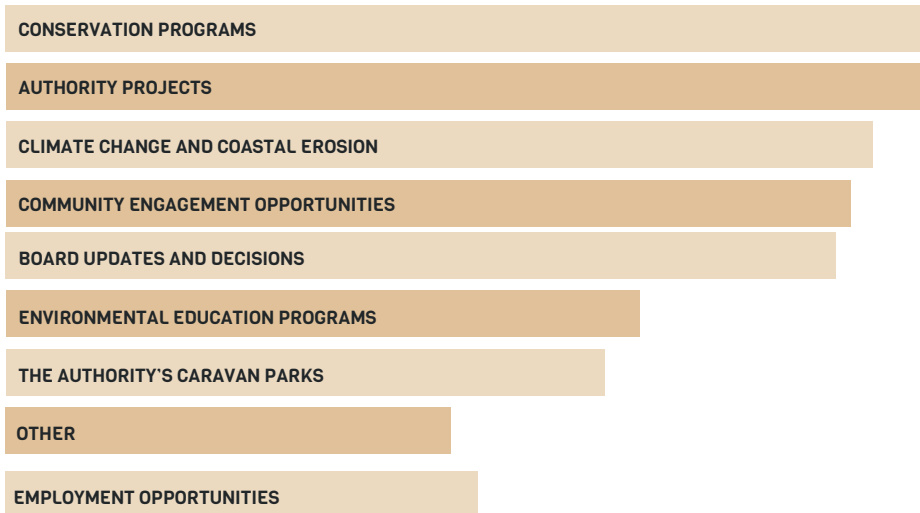 CONSERVATION PROGRAMS
AUTHORITY PROJECTS
CLIMATE CHANGE AND COASTAL EROSION
COMMUNITY ENGAGEMENT OPPORTUNITIES
BOARD UPDATES AND DECISIONS
ENVIRONMENTAL EDUCATION PROGRAMS
THE AUTHORITY'S CARAVAN PARKS
OTHER
EMPLOYMENT OPPORTUNITIES